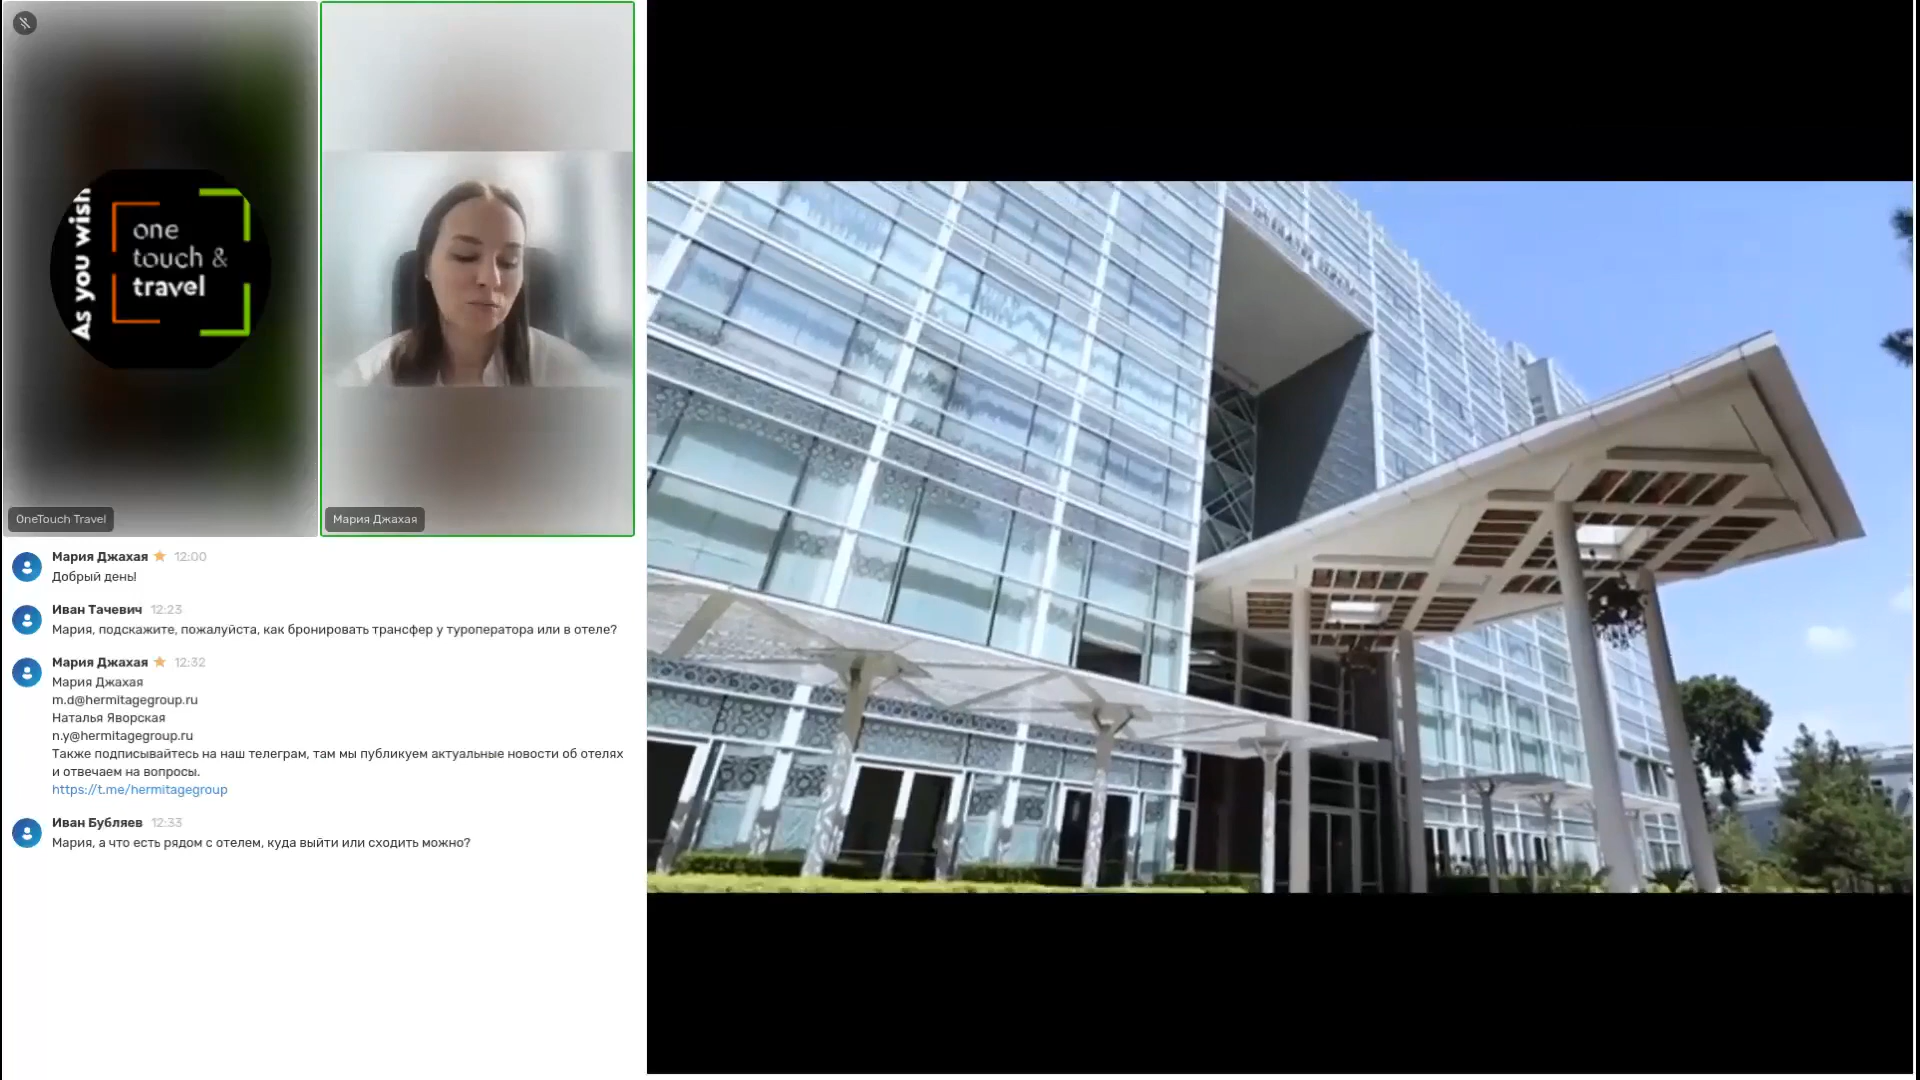 As you wish
one
touch &
travel
OneTouch Travel
Мария Джахая
Мария Джахая 12:00
Добрый день!
Иван Тачевич 12:23
Мария, подскажите, пожалуйста, как бронировать трансфер у туроператора или в отеле?
Мария Джахая 12:32
Мария Джахая
m.d@hermitagegroup.ru
Наталья Яворская
n.y@hermitagegroup.ru
Также подписывайтесь на наш телеграм, там мы публикуем актуальные новости об отелях
и отвечаем на вопросы.
https://t.me/hermitagegroup
Иван Бубляев 12:33
Мария, а что есть рядом с отелем, куда выйти или сходить можно?